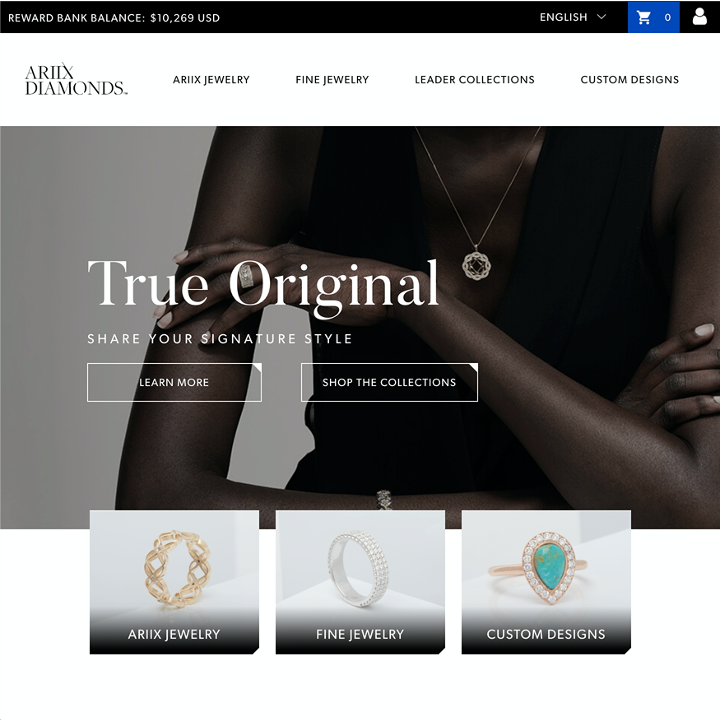 REWARD BANK BALANCE: $10,269 USD
ENGLISH
0
ARIIX
DIAMONDS™
ARIIX JEWELRY
FINE JEWELRY
LEADER COLLECTIONS
CUSTOM DESIGNS
True Original
SHARE YOUR SIGNATURE STYLE
LEARN MORE
SHOP THE COLLECTIONS
ARIIX JEWELRY
FINE JEWELRY
CUSTOM DESIGNS